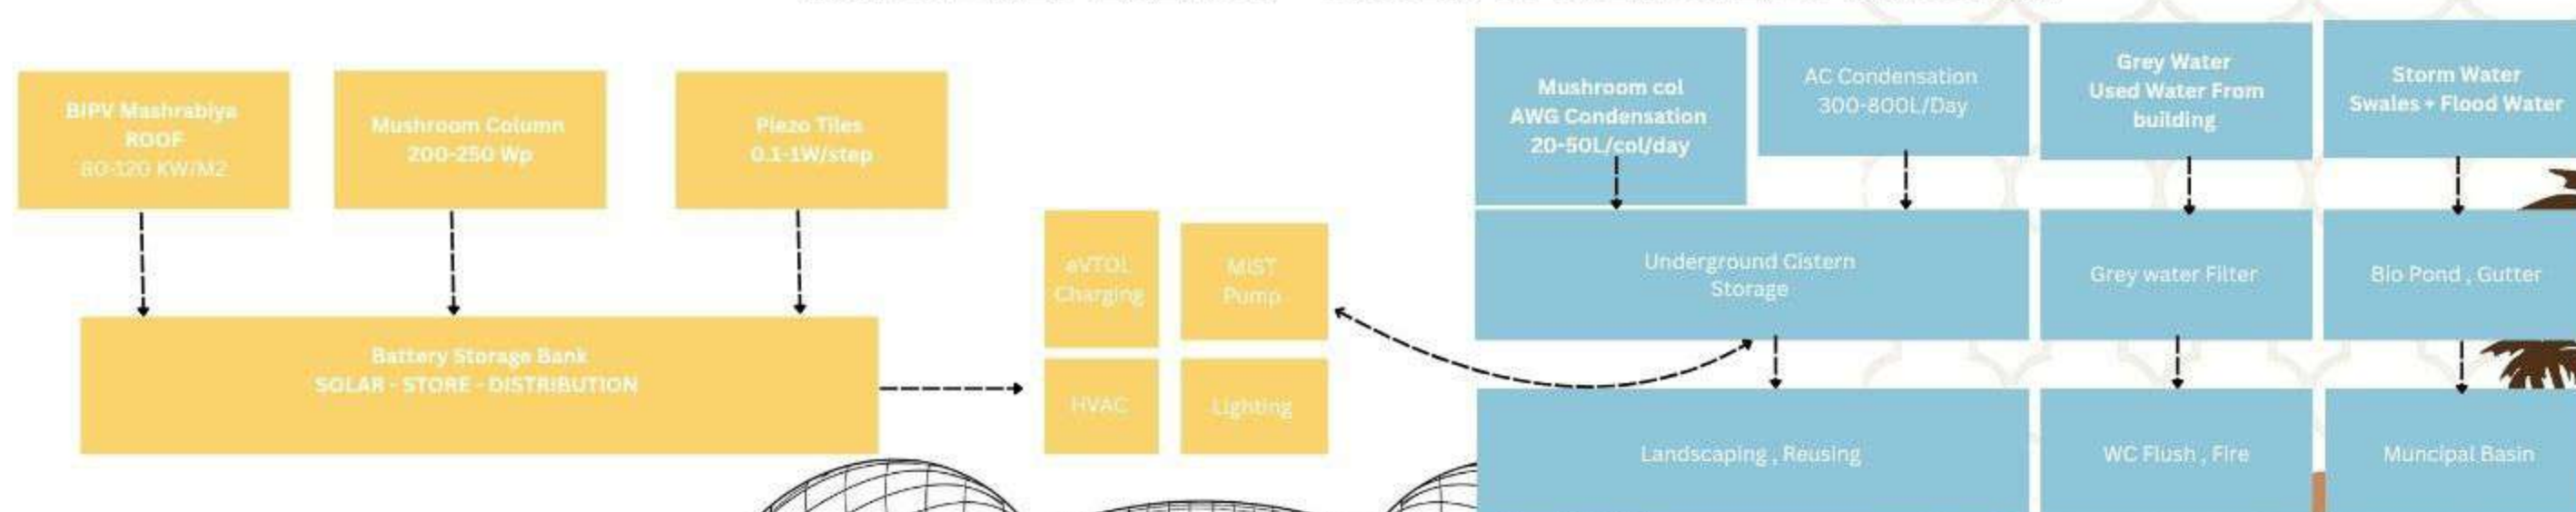 BIPV Mashrabiya
ROOF
80-120 KW/M2
Mushroom Column
200-250 Wp
Piezo Tiles
0.1-1W/step
Battery Storage Bank
SOLAR - STORE - DISTRIBUTION
eVTOL
Charging
MIST
Pump
HVAC
Lighting
Mushroom col
AWG Condensation
20-50L/col/day
AC Condensation
300-800L/Day
Grey Water
Used Water From
building
Storm Water
Swales + Flood Water
Underground Cistern
Storage
Grey water Filter
Bio Pond , Gutter
Landscaping , Reusing
WC Flush , Fire
Muncipal Basin